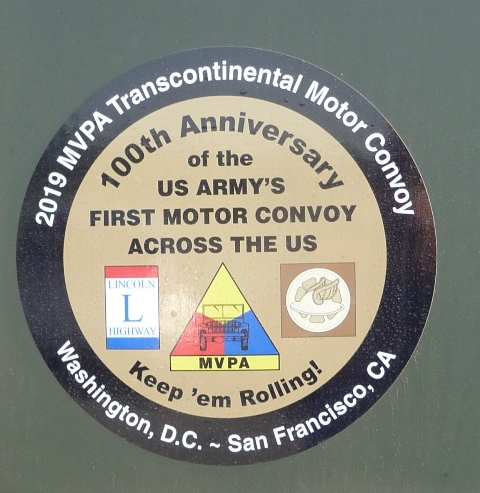 2019 MVPA Transcontinental Motor Convoy
100th Anniversary
of the
US ARMY'S
FIRST MOTOR CONVOY
ACROSS THE US
LINCOLN
L
HIGHWAY
MVPA
Keep 'em Rolling!
Washington, D.C. ~ San Francisco, CA